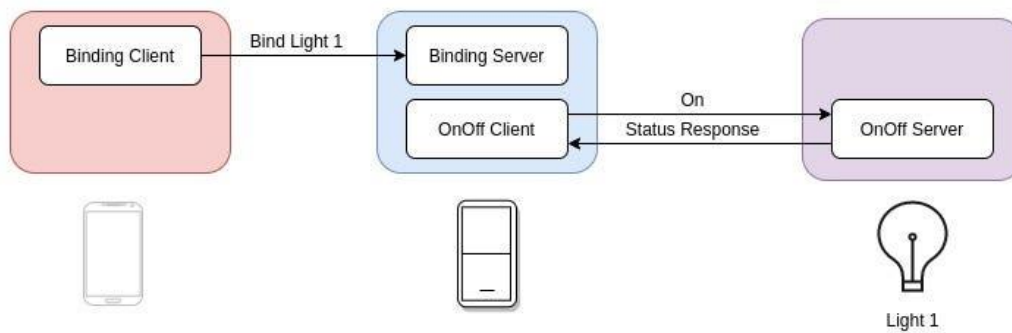 Binding Client
Bind Light 1
Binding Server
OnOff Client
On
Status Response
OnOff Server
Light 1